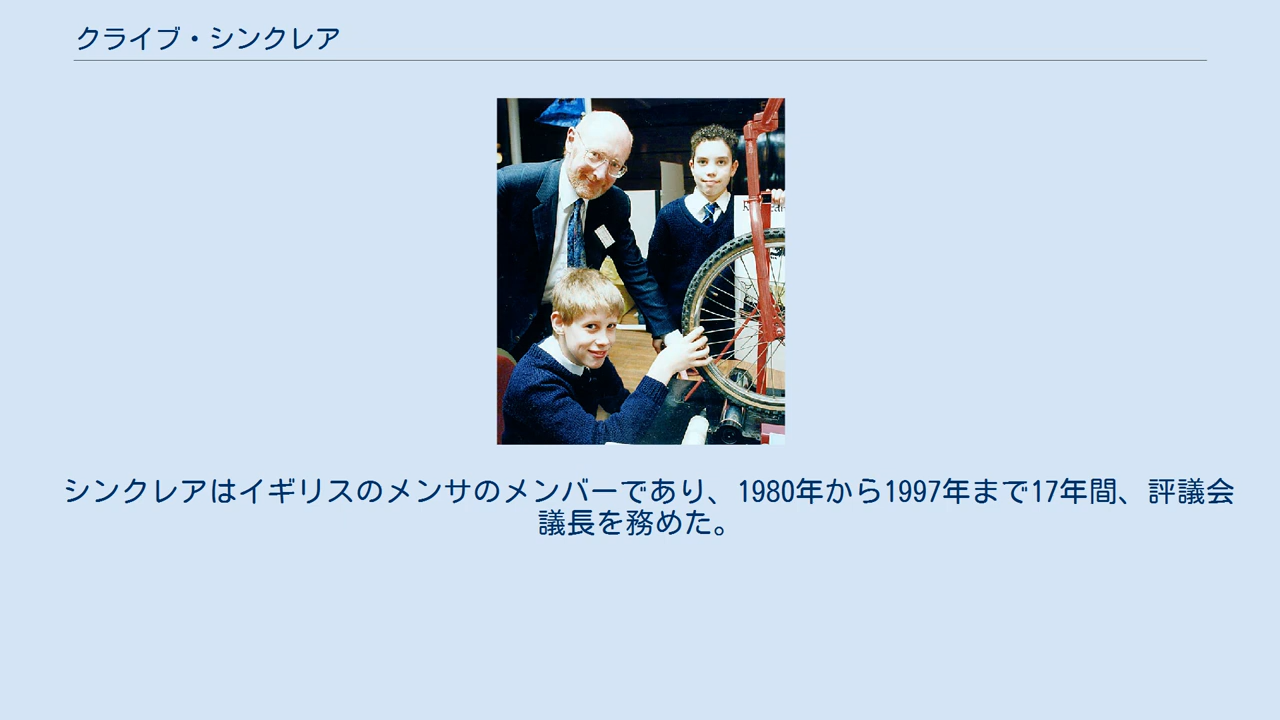 クライブ・シンクレア
シンクレアはイギリスのメンサのメンバーであり、1980年から1997年まで17年間、評議会
議長を務めた。